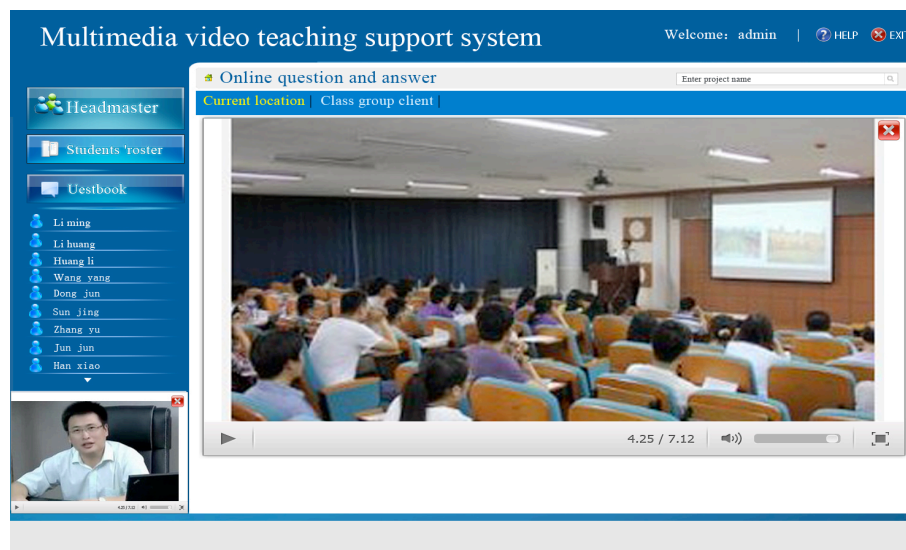 Multimedia video teaching support system
Welcome: admin | HELP EXIT
Online question and answer
Enter project name
Current location | Class group client |
Headmaster
Students 'roster
Uestbook
Li ming
Li huang
Huang li
Wang yang
Dong jun
Sun jing
Zhang yu
Jun jun
Han xiao
4.25 / 7.12
4.25 / 7.12